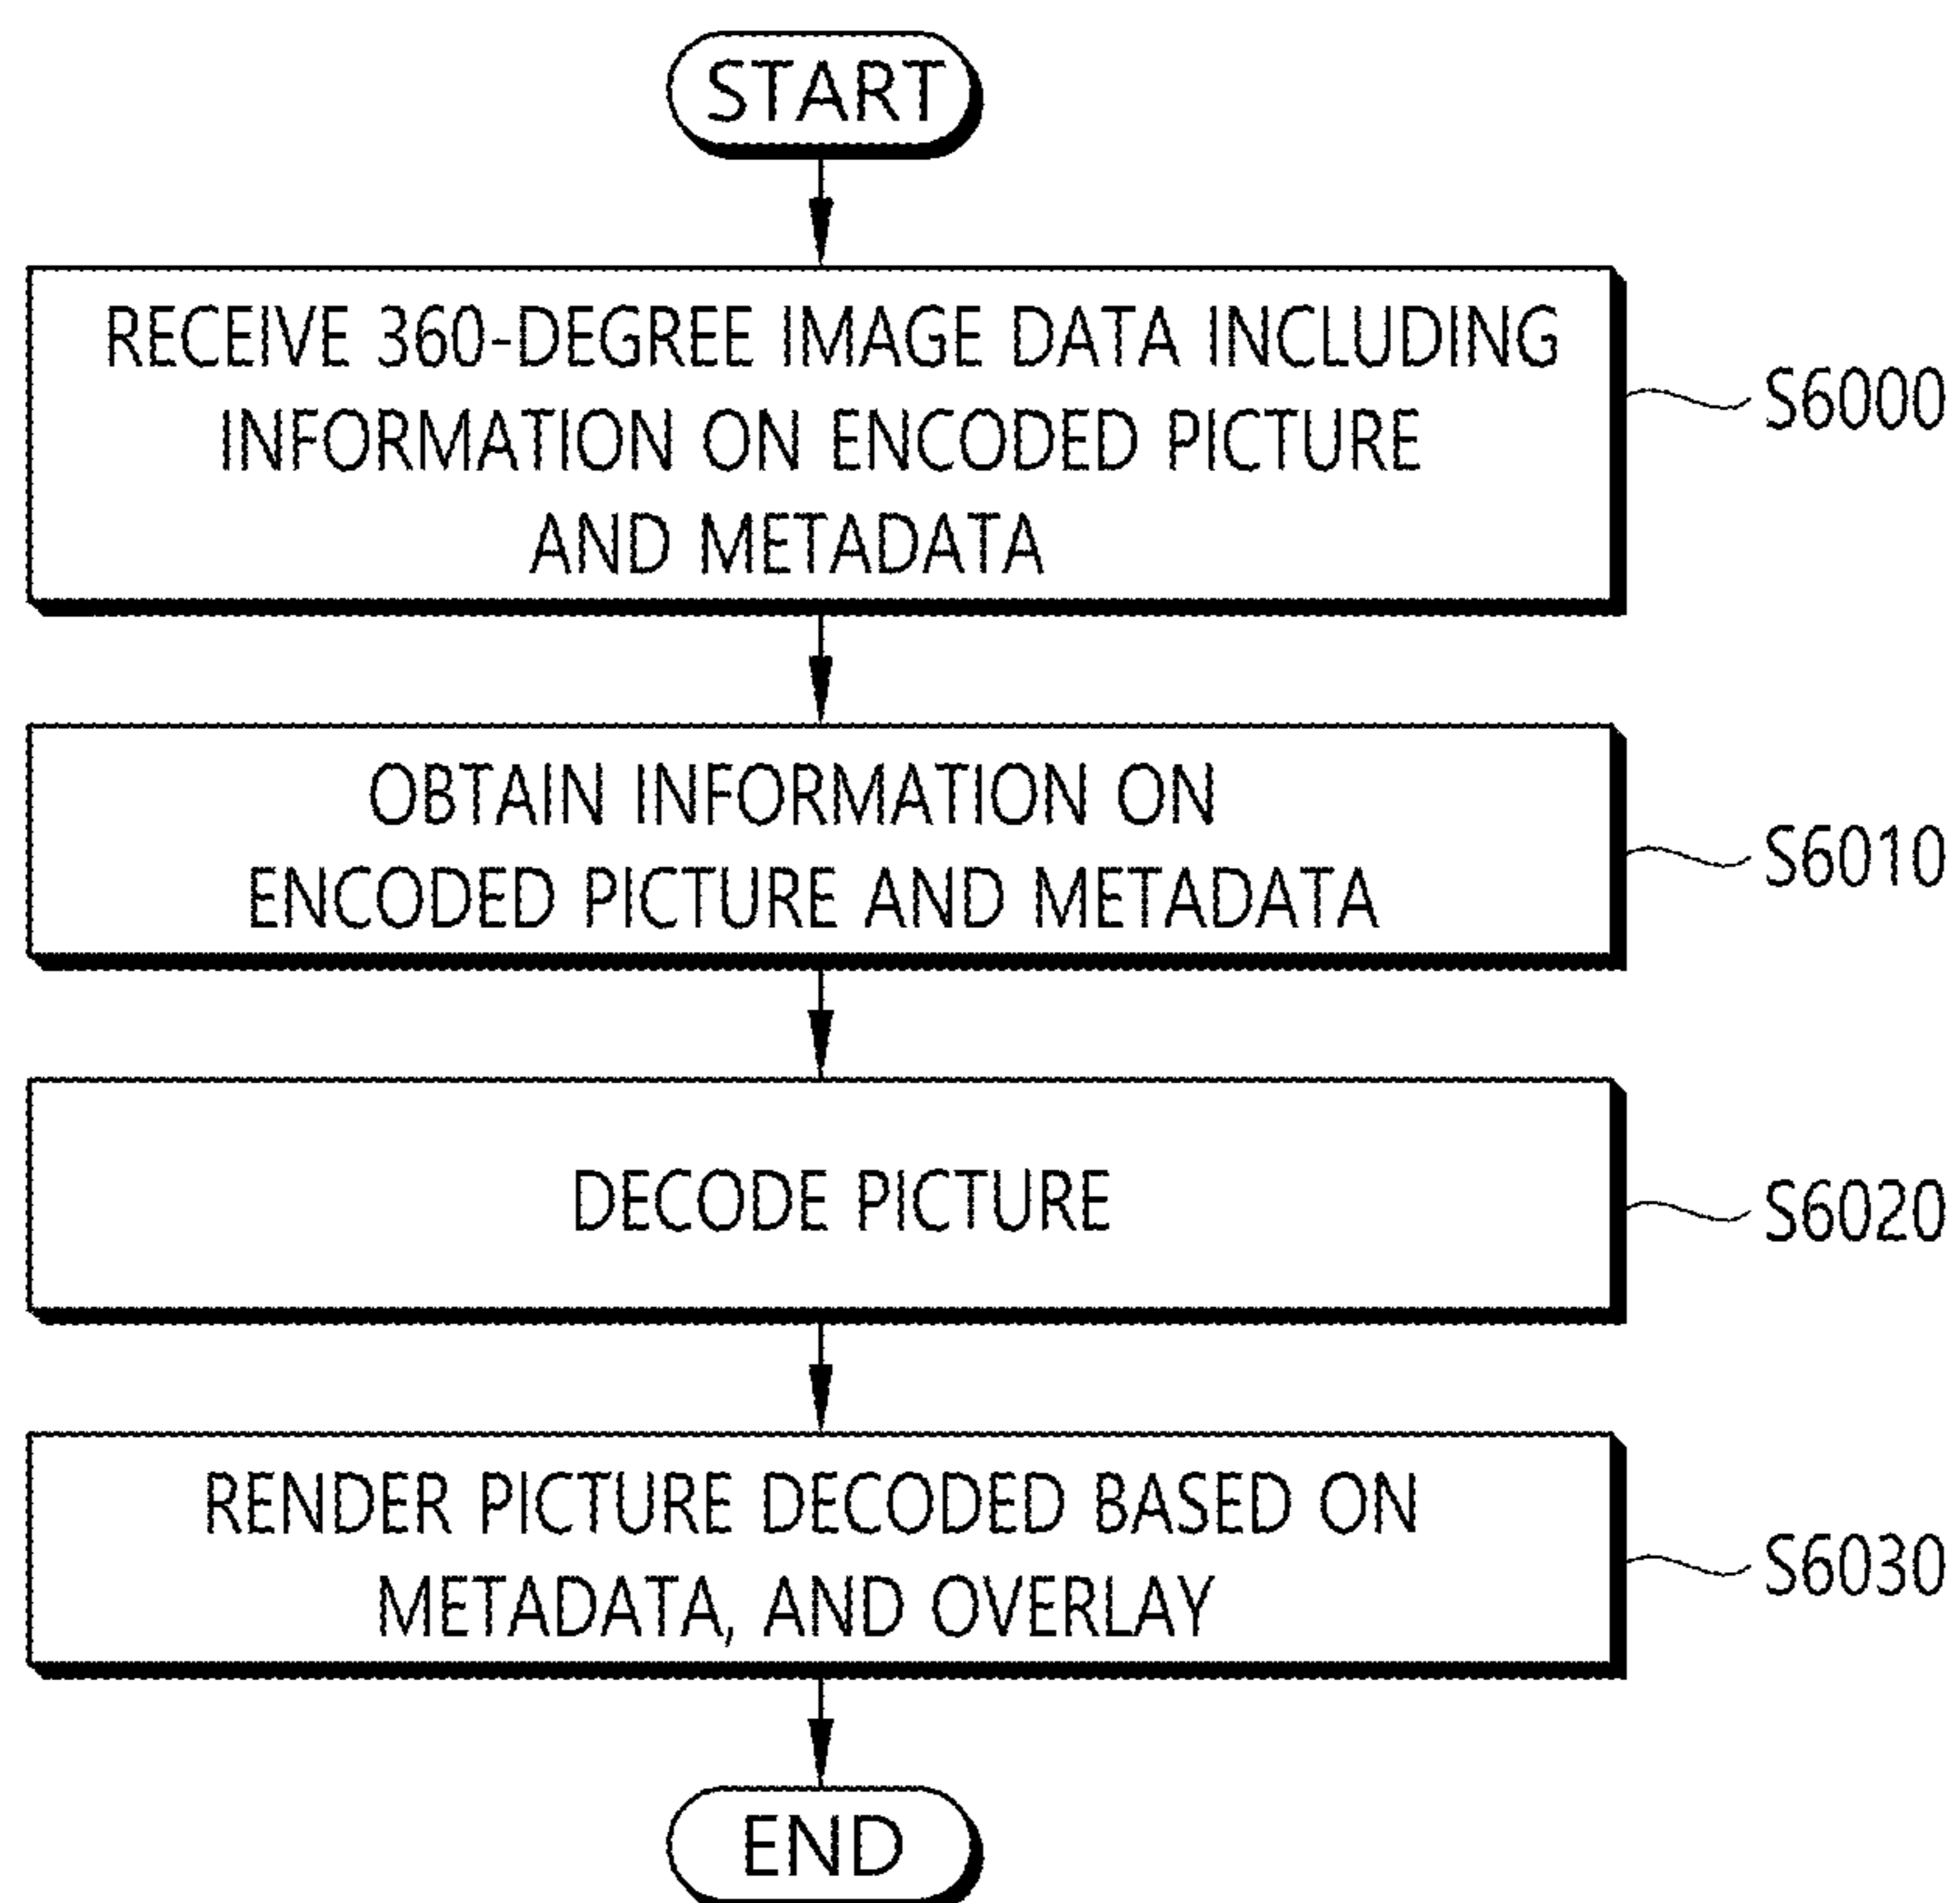 START
RECEIVE 360-DEGREE IMAGE DATA INCLUDING
INFORMATION ON ENCODED PICTURE
AND METADATA
S6000
OBTAIN INFORMATION ON
ENCODED PICTURE AND METADATA
S6010
DECODE PICTURE
S6020
RENDER PICTURE DECODED BASED ON
METADATA, AND OVERLAY
S6030
END